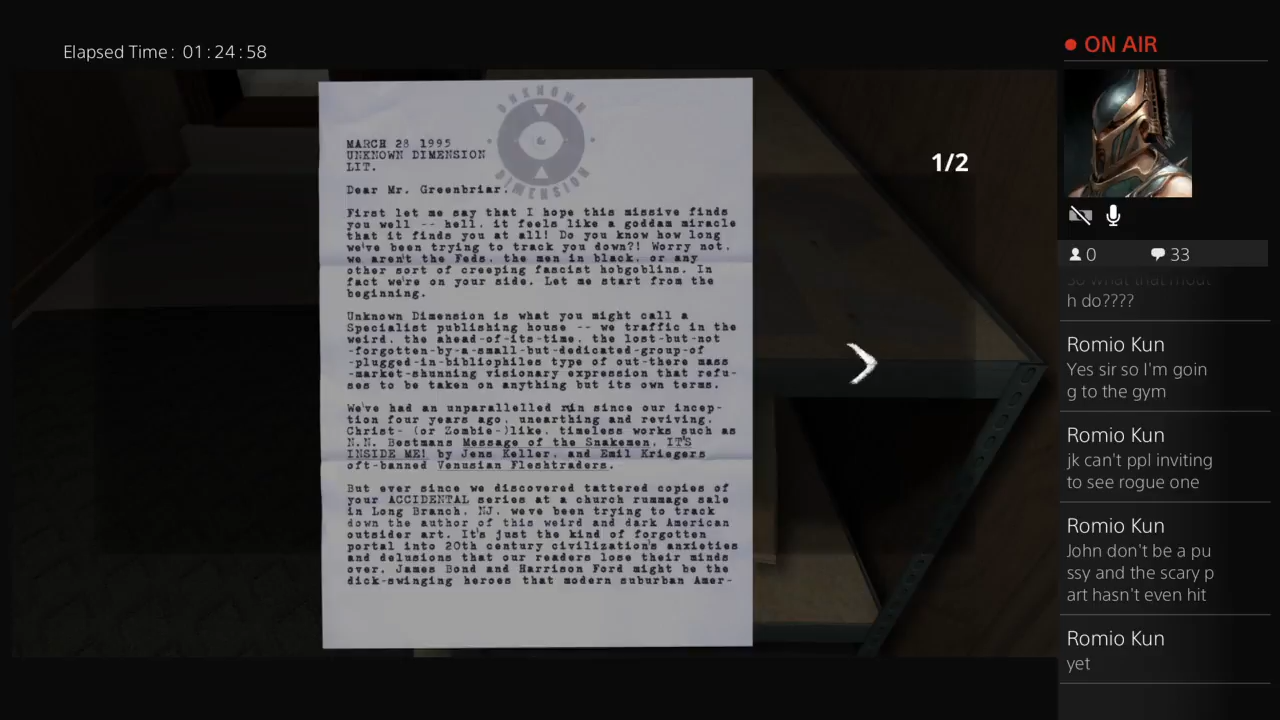 Elapsed Time: 01:24:58
ON AIR
UNKNOWN
DIMENSION
MARCH 28 1995
UNKNOWN DIMENSION
LIT.
Dear Mr. Greenbriar.
First let me say that I hope this missive finds
you well -- hell, it feels like a goddam miracle
that it finds you at all! Do you know how long
we've been trying to track you down?! Worry not,
we aren't the Feds, the men in black, or any
other sort of creeping fascist hobgoblins. In
fact we're on your side. Let me start from the
beginning.
Unknown Dimension is what you might call a
Specialist publishing house -- we traffic in the
weird, the ahead-of-its-time, the lost-but-not
-forgotten-by-a-small-but-dedicated-group-of
-plugged-in-bibliophiles type of out-there mass
-market-shunning visionary expression that refu-
ses to be taken on anything but its own terms.
We've had an unparallelled run since our incep-
tion four years ago, unearthing and reviving,
Christ- (or Zombie-)like, timeless works such as
N.N. Bestmans Message of the Snakemen, IT'S
INSIDE ME! by Jens Keller, and Emil Kriegers
oft-banned Venusian Fleshtraders.
But ever since we discovered tattered copies of
your ACCIDENTAL series at a church rummage sale
in Long Branch, NJ, weve been trying to track
down the author of this weird and dark American
outsider art. It's just the kind of forgotten
portal into 20th century civilization's anxieties
and delusions that our readers lose their minds
over. James Bond and Harrison Ford might be the
dick-swinging heroes that modern suburban Amer-
1/2
0
33
So what that mout
h do????
Romio Kun
Yes sir so I'm goin
g to the gym
Romio Kun
jk can't ppl inviting
to see rogue one
Romio Kun
John don't be a pu
ssy and the scary p
art hasn't even hit
Romio Kun
yet